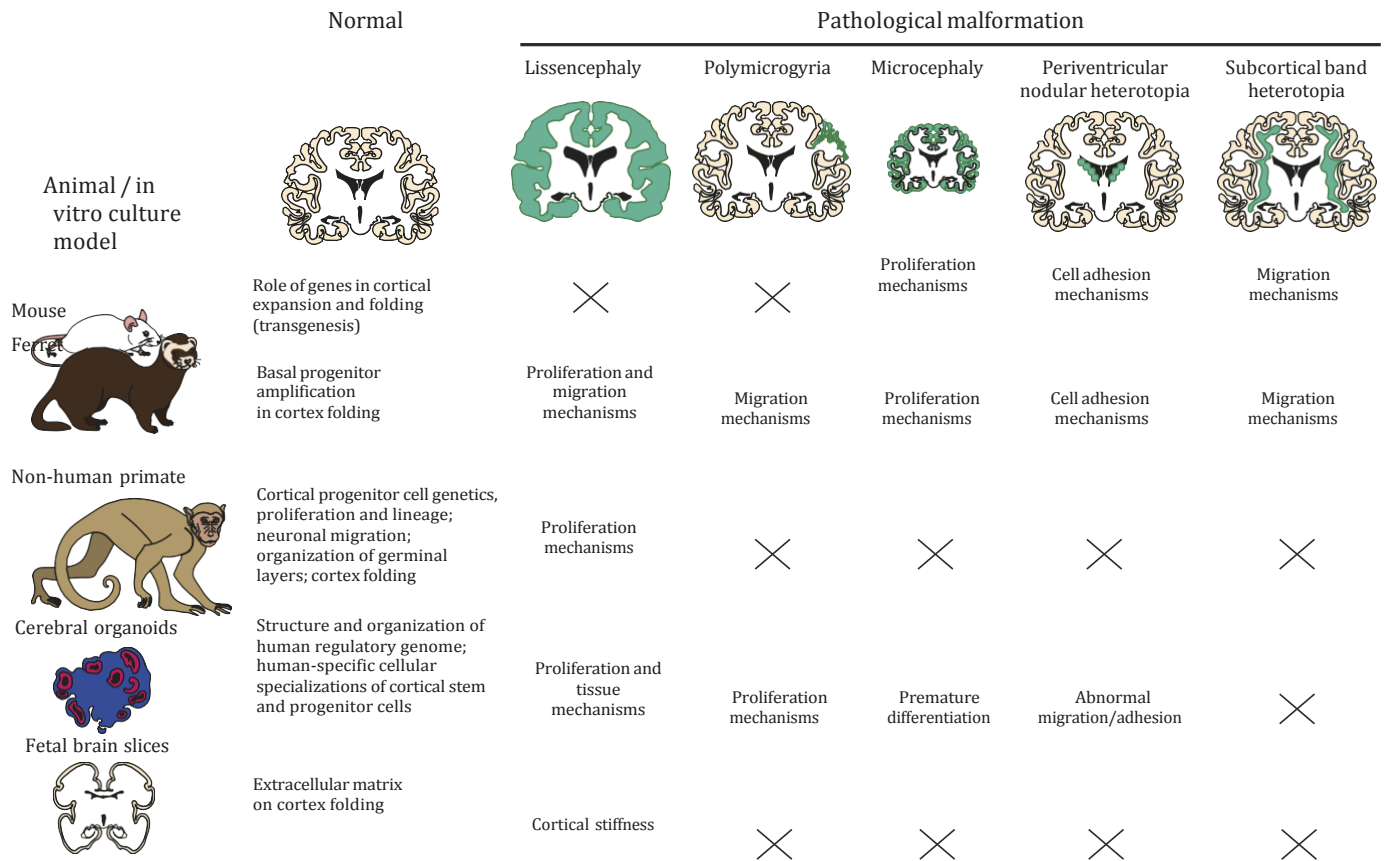 Normal
Pathological malformation
Lissencephaly
Polymicrogyria
Microcephaly
Periventricular
nodular heterotopia
Subcortical band
heterotopia
Animal / in
vitro culture
model
Mouse
Role of genes in cortical
expansion and folding
(transgenesis)
Proliferation
mechanisms
Cell adhesion
mechanisms
Migration
mechanisms
Ferret
Basal progenitor
amplification
in cortex folding
Proliferation and
migration
mechanisms
Migration
mechanisms
Proliferation
mechanisms
Cell adhesion
mechanisms
Migration
mechanisms
Non-human primate
Cortical progenitor cell genetics,
proliferation and lineage;
neuronal migration;
organization of germinal
layers; cortex folding
Proliferation
mechanisms
Cerebral organoids
Structure and organization of
human regulatory genome;
human-specific cellular
specializations of cortical stem
and progenitor cells
Proliferation and
tissue
mechanisms
Proliferation
mechanisms
Premature
differentiation
Abnormal
migration/adhesion
Fetal brain slices
Extracellular matrix
on cortex folding
Cortical stiffness